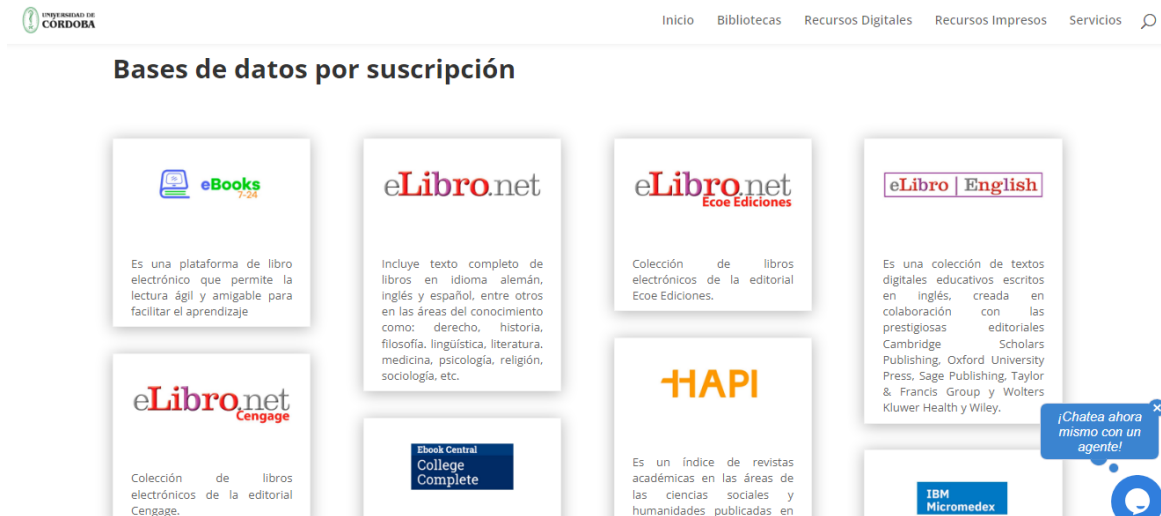 UNIVERSIDAD DE
CÓRDOBA
Inicio Bibliotecas Recursos Digitales Recursos Impresos Servicios
Bases de datos por suscripción
eBooks
7-24
Es una plataforma de libro
electrónico que permite la
lectura ágil y amigable para
facilitar el aprendizaje
eLibro.net
Incluye texto completo de
libros en idioma alemán,
inglés y español, entre otros
en las áreas del conocimiento
como: derecho, historia,
filosofía. lingüística, literatura.
medicina, psicología, religión,
sociología, etc.
eLibro.net
Ecoe Ediciones
Colección de libros
electrónicos de la editorial
Ecoe Ediciones.
eLibro | English
Es una colección de textos
digitales educativos escritos
en inglés, creada en
colaboración con las
prestigiosas editoriales
Cambridge Scholars
Publishing, Oxford University
Press, Sage Publishing, Taylor
& Francis Group y Wolters
Kluwer Health y Wiley.
eLibro.net
Cengage
Colección de libros
electrónicos de la editorial
Cengage.
Ebook Central
College
Complete
HAPI
Es un índice de revistas
académicas en las áreas de
las ciencias sociales y
humanidades publicadas en
IBM
Micromedex
¡Chatea ahora
mismo con un
agente!